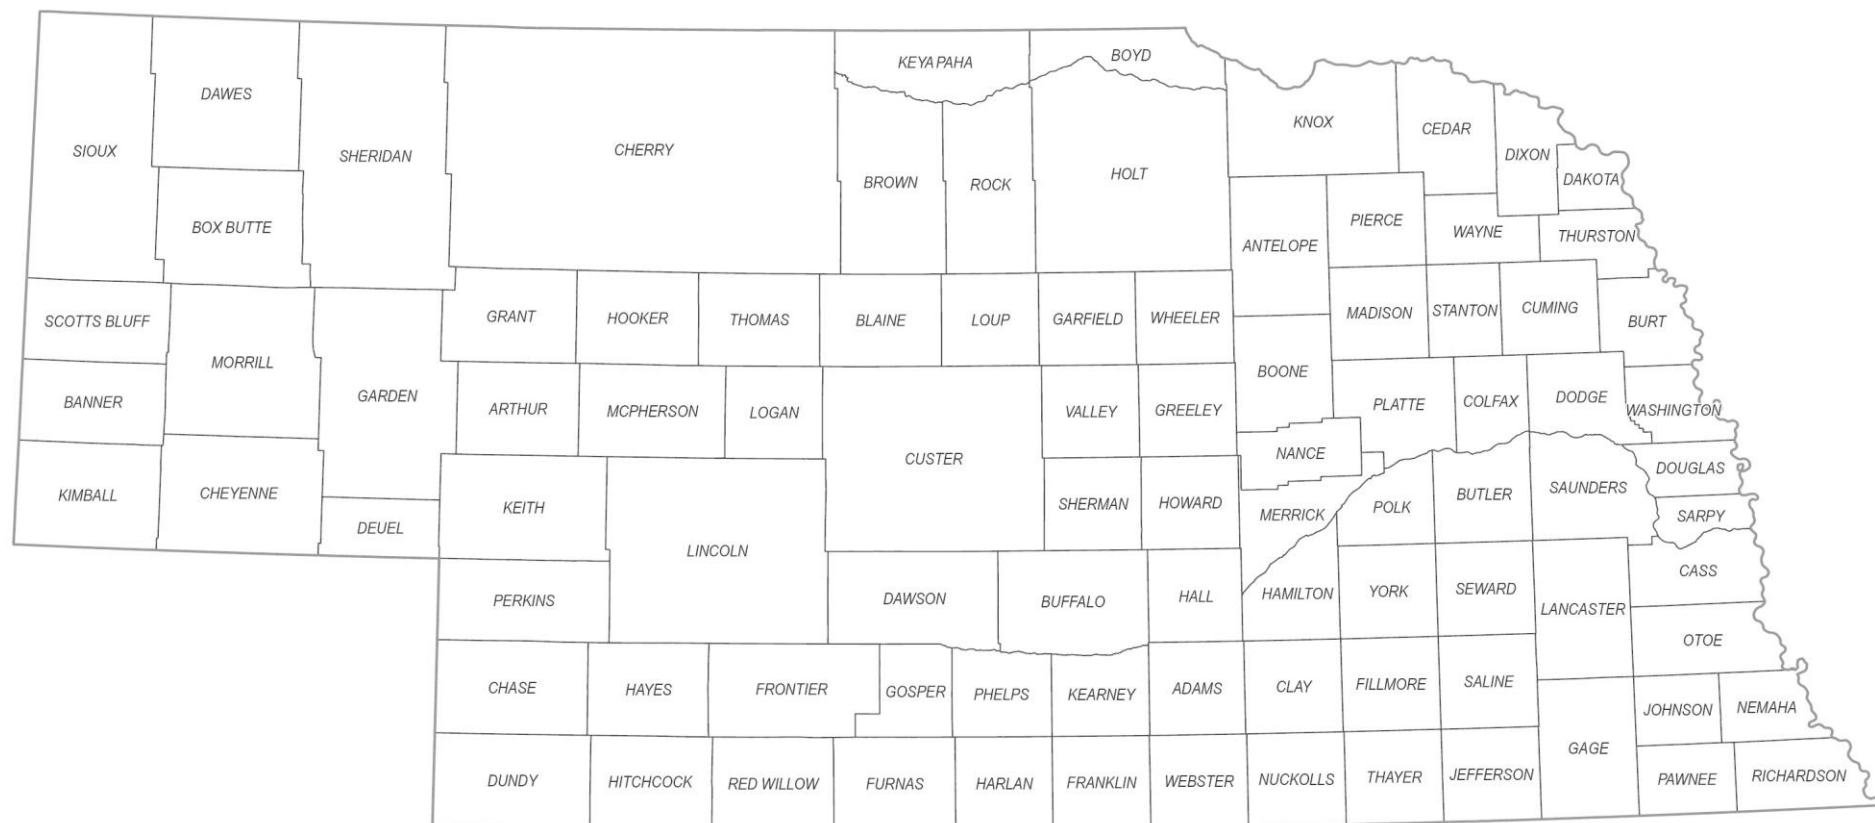 BOYD
KEYA PAHA
DAWES
KNOX
CEDAR
SIOUX
SHERIDAN
CHERRY
DIXON
BROWN
ROCK
HOLT
DAKOTA
BOX BUTTE
PIERCE
WAYNE
THURSTON
ANTELOPE
SCOTTS BLUFF
GRANT
HOOKER
THOMAS
BLAINE
LOUP
GARFIELD
WHEELER
MADISON
STANTON
CUMING
BURT
MORRILL
BOONE
BANNER
GARDEN
ARTHUR
MCPHERSON
LOGAN
VALLEY
GREELEY
PLATTE
COLFAX
DODGE
WASHINGTON
CUSTER
NANCE
DOUGLAS
KIMBALL
CHEYENNE
KEITH
SHERMAN
HOWARD
MERRICK
POLK
BUTLER
SAUNDERS
SARPY
DEUEL
LINCOLN
CASS
PERKINS
DAWSON
BUFFALO
HALL
HAMILTON
YORK
SEWARD
LANCASTER
OTOE
CHASE
HAYES
FRONTIER
GOSPER
PHELPS
KEARNEY
ADAMS
CLAY
FILLMORE
SALINE
JOHNSON
NEMAHA
GAGE
DUNDY
HITCHCOCK
RED WILLOW
FURNAS
HARLAN
FRANKLIN
WEBSTER
NUCKOLLS
THAYER
JEFFERSON
PAWNEE
RICHARDSON